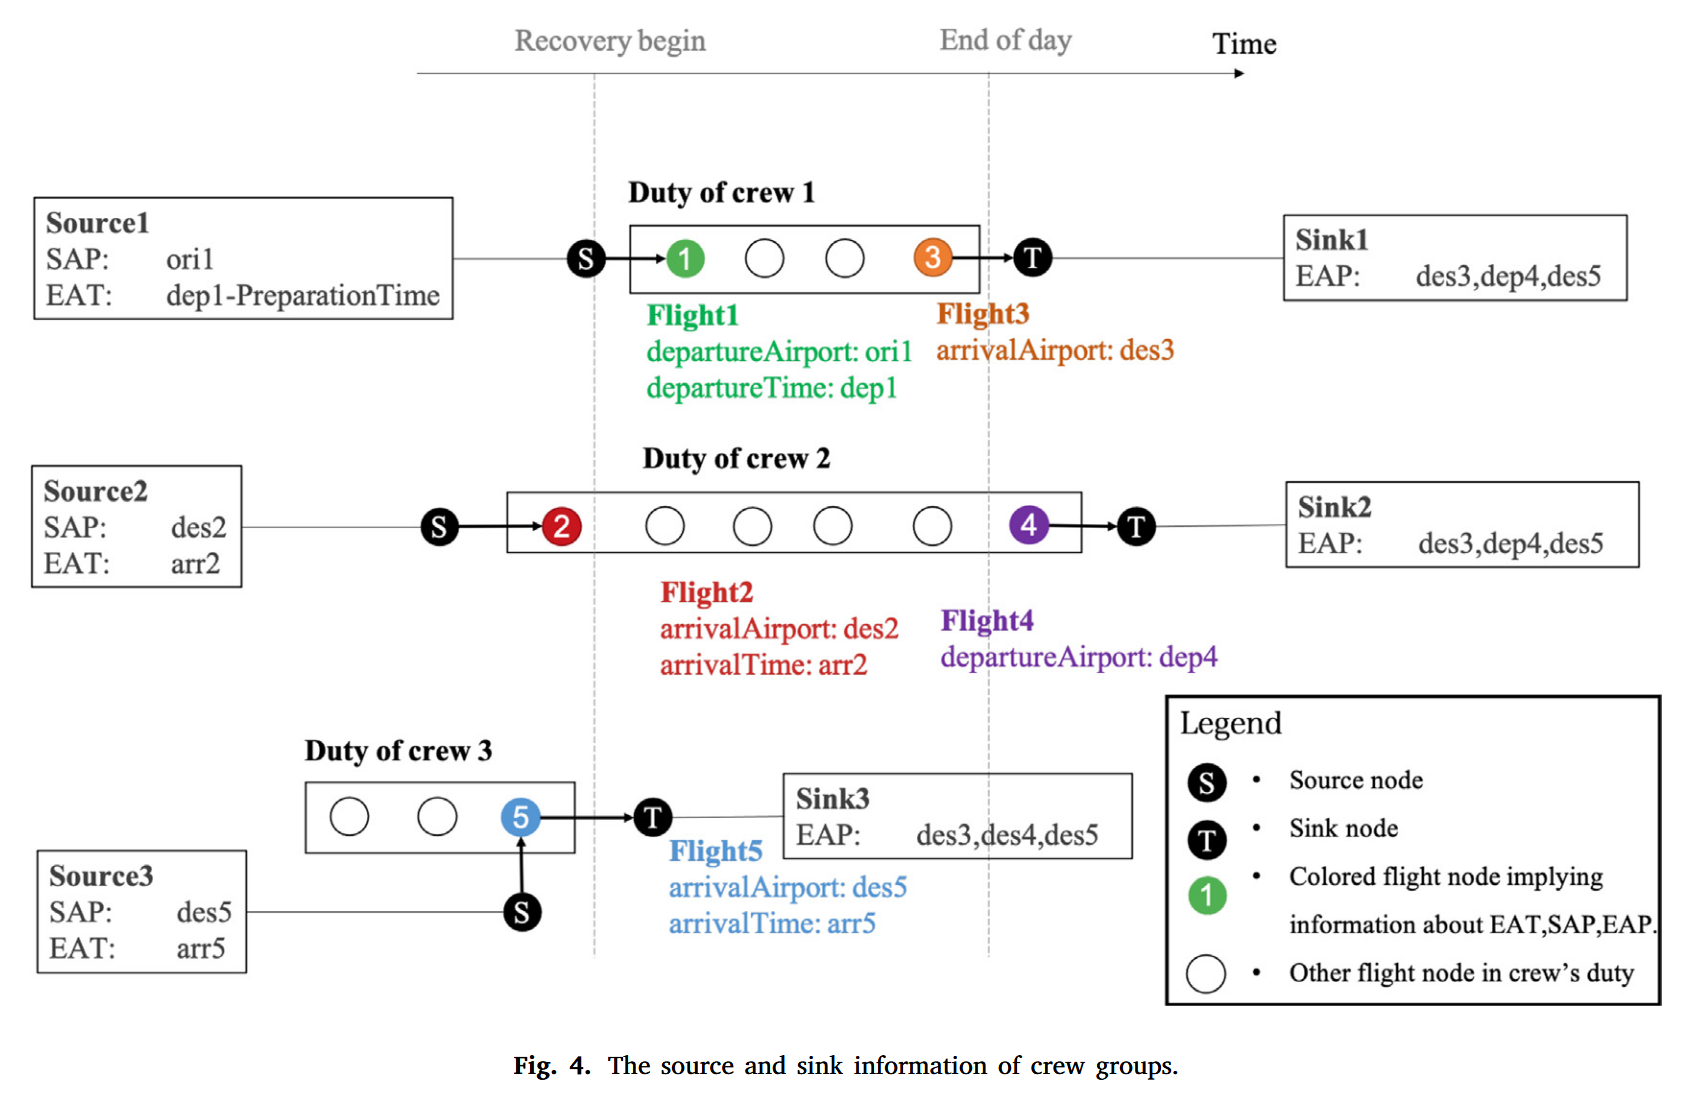 Recovery begin
End of day
Time
Duty of crew 1
Source1
SAP: ori1
EAT: dep1-PreparationTime
S
1
3
T
Sink1
EAP: des3,dep4,des5
Flight1
departureAirport: ori1
departureTime: dep1
Flight3
arrivalAirport: des3
Duty of crew 2
Source2
SAP: des2
EAT: arr2
S
2
4
T
Sink2
EAP: des3,dep4,des5
Flight2
arrivalAirport: des2
arrivalTime: arr2
Flight4
departureAirport: dep4
Duty of crew 3
5
T
Sink3
EAP: des3,des4,des5
Flight5
arrivalAirport: des5
arrivalTime: arr5
Source3
SAP: des5
EAT: arr5
S
Legend
S • Source node
T • Sink node
1 • Colored flight node implying
information about EAT,SAP,EAP.
• Other flight node in crew’s duty
Fig. 4. The source and sink information of crew groups.